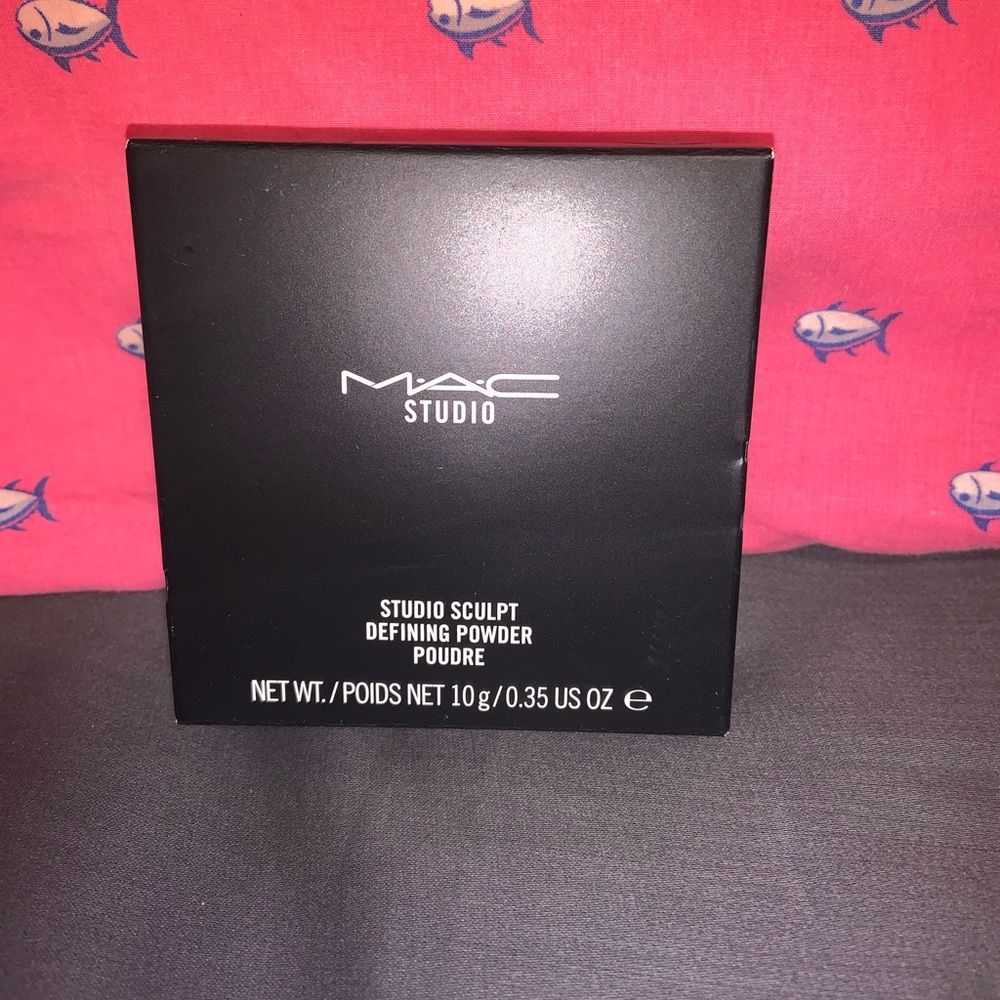 M·A·C
STUDIO
STUDIO SCULPT
DEFINING POWDER
POUDRE
NET WT. / POIDS NET 10 g / 0.35 US OZ ℮